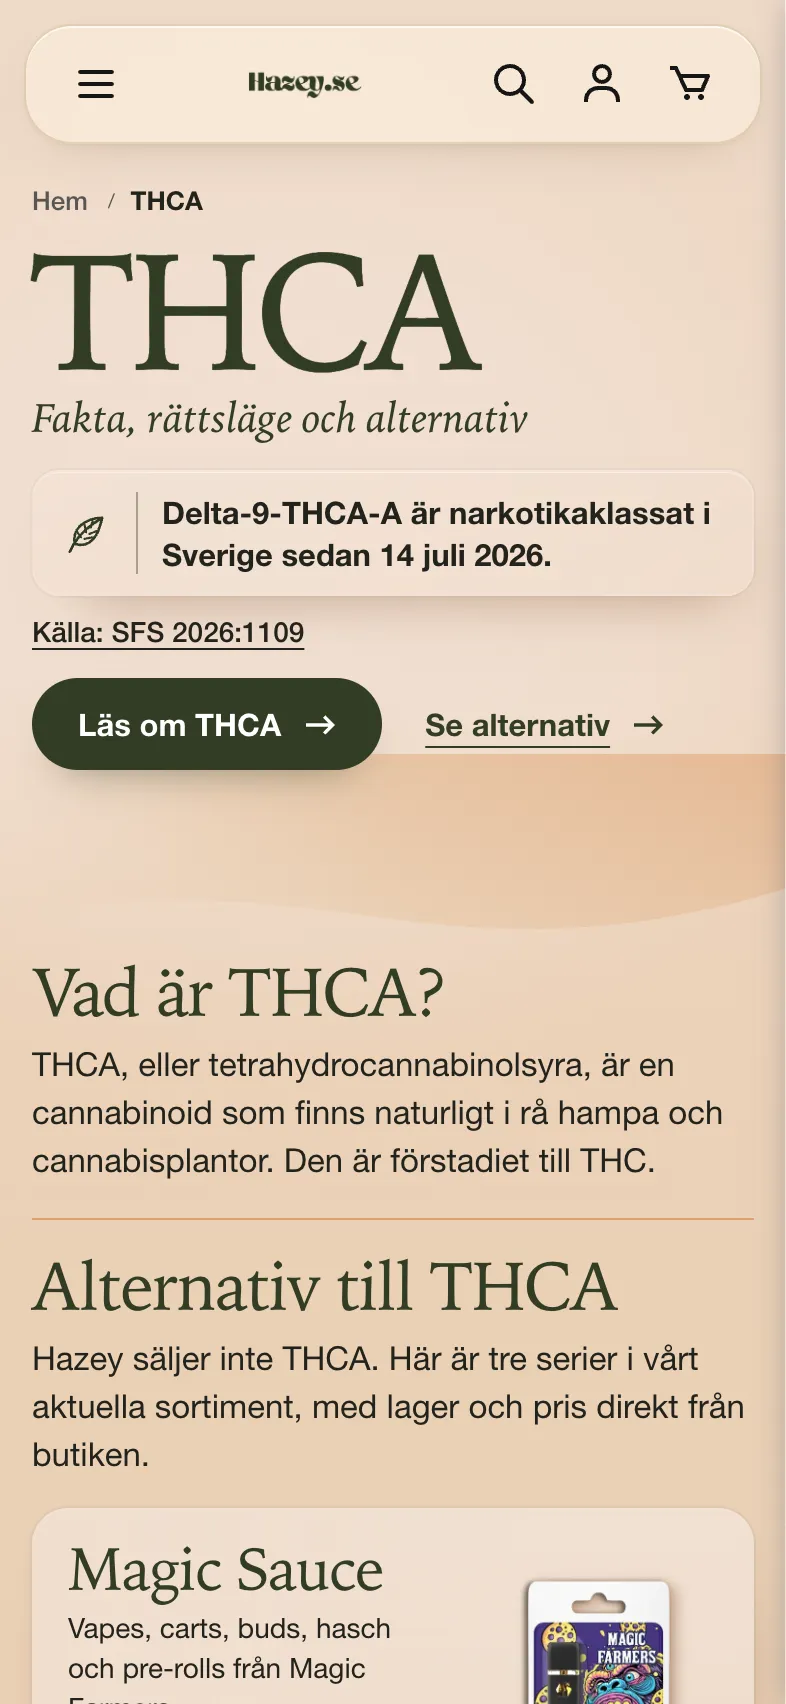 Hazey.se
Hem / THCA
THCA
Fakta, rättsläge och alternativ
Delta-9-THCA-A är narkotikaklassat i
Sverige sedan 14 juli 2026.
Källa: SFS 2026:1109
Läs om THCA →
Se alternativ →
Vad är THCA?
THCA, eller tetrahydrocannabinolsyra, är en
cannabinoid som finns naturligt i rå hampa och
cannabisplantor. Den är förstadiet till THC.
Alternativ till THCA
Hazey säljer inte THCA. Här är tre serier i vårt
aktuella sortiment, med lager och pris direkt från
butiken.
Magic Sauce
Vapes, carts, buds, hasch
och pre-rolls från Magic
MAGIC
FARMERS